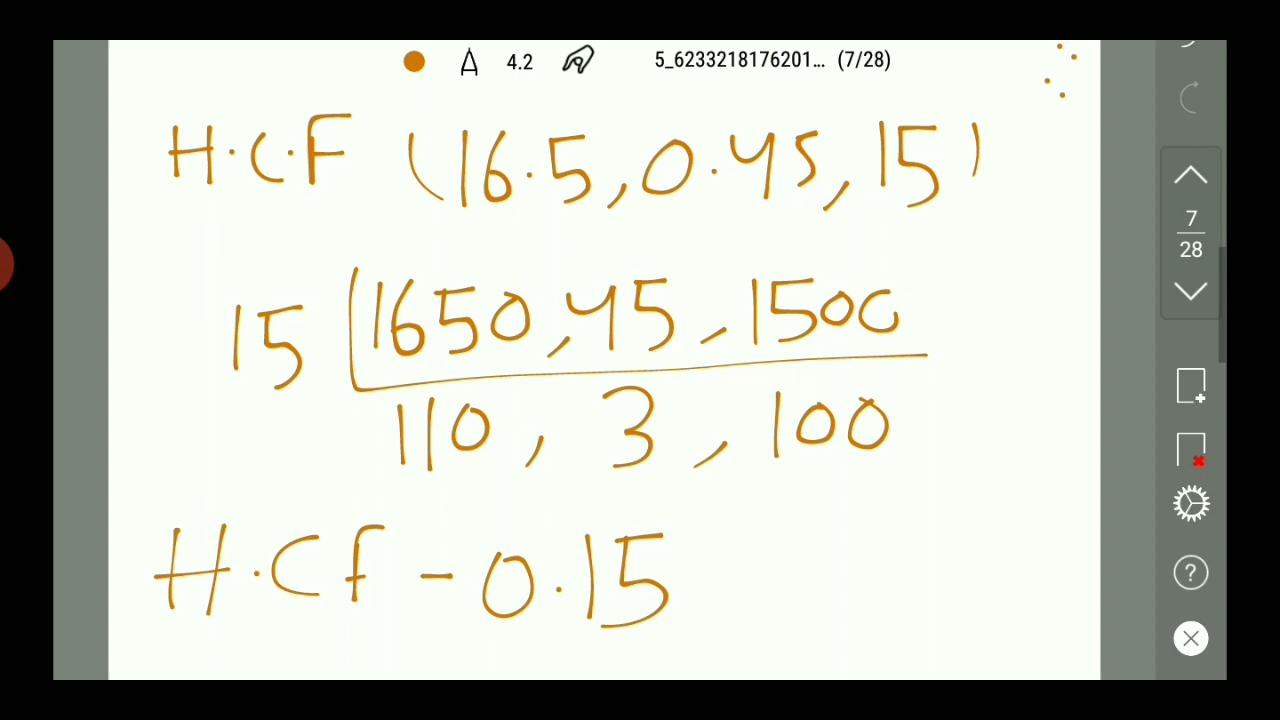 4.2 5_6233218176201... (7/28)
H.C.F (16.5, 0.45, 15)
7
28
15 1650, 45, 1500
110, 3, 100
H.CF - 0.15
?